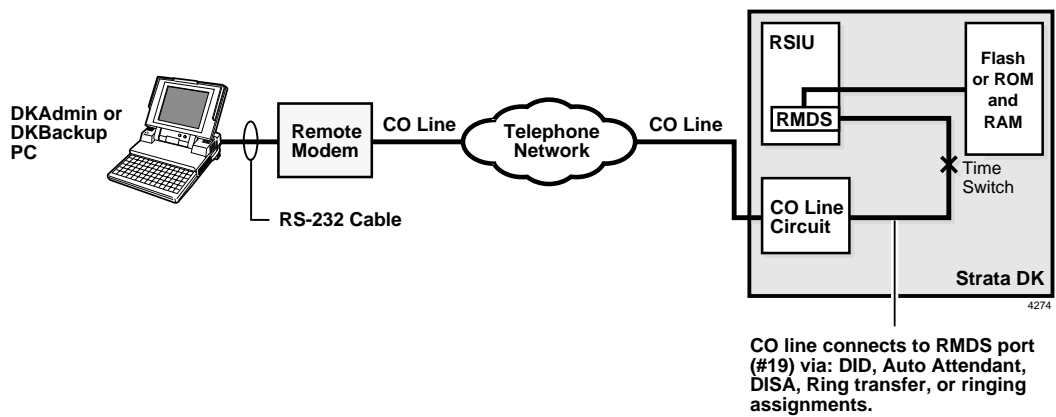 DKAdmin or
DKBackup
PC
RS-232 Cable
Remote
Modem
CO Line
Telephone
Network
CO Line
RSIU
RMDS
Flash
or ROM
and
RAM
Time
Switch
CO Line
Circuit
Strata DK
4274
CO line connects to RMDS port
(#19) via: DID, Auto Attendant,
DISA, Ring transfer, or ringing
assignments.